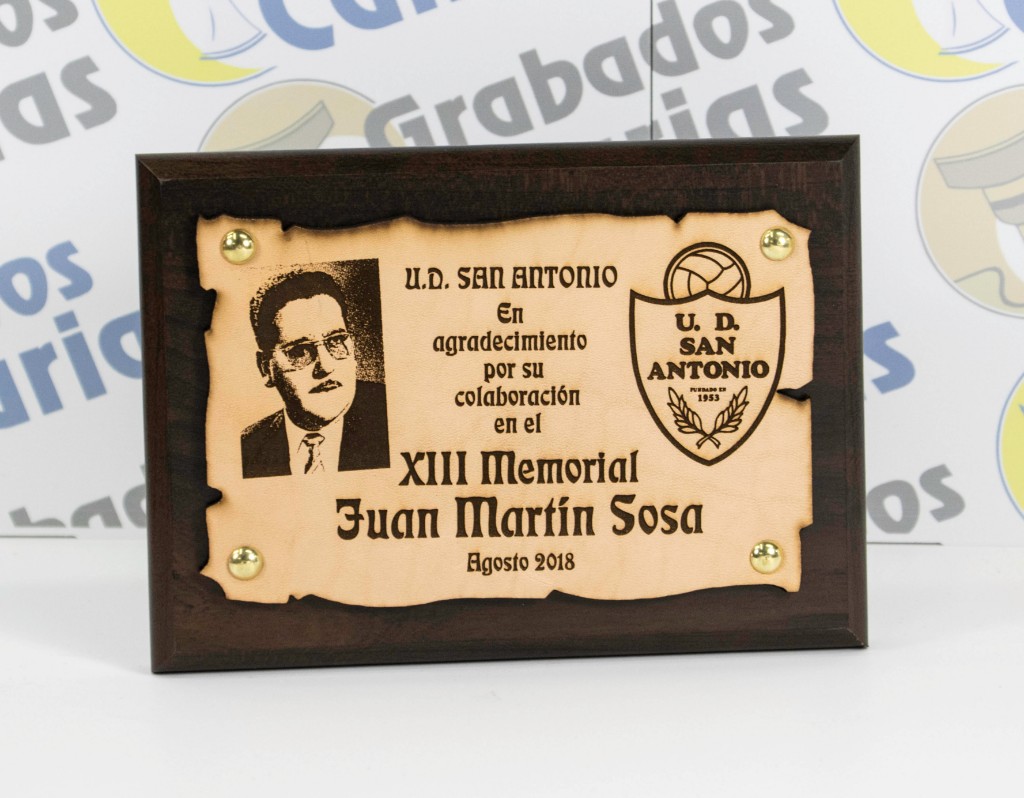 Grabados
U.D. SAN ANTONIO
En
agradecimiento
por su
colaboración
en el
XIII Memorial
Juan Martín Sosa
Agosto 2018
U. D.
SAN
ANTONIO
FUNDADO EN
1953